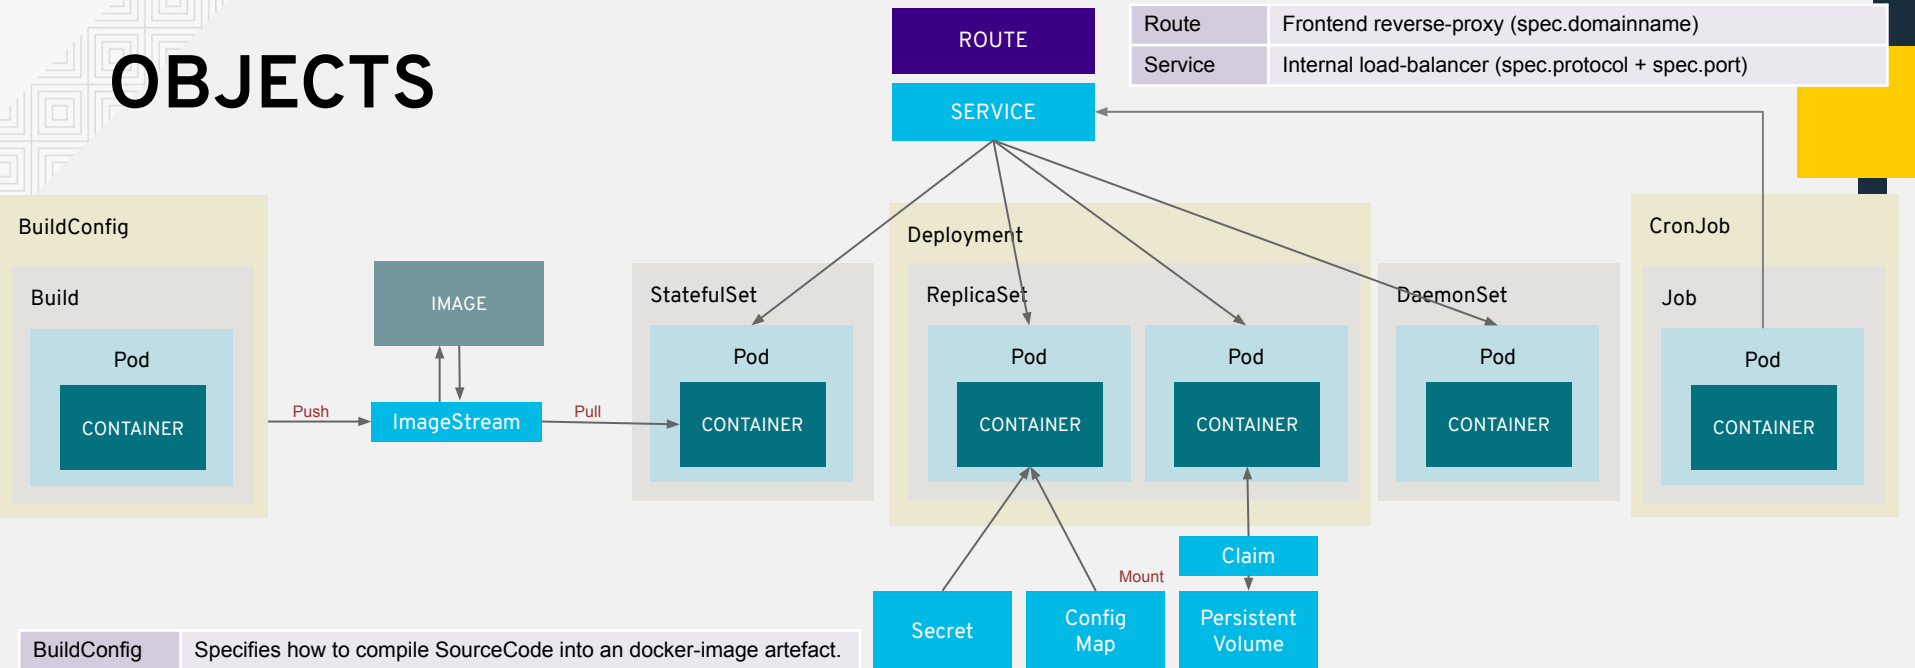 OBJECTS
ROUTE
SERVICE
Route Frontend reverse-proxy (spec.domainname)
Service Internal load-balancer (spec.protocol + spec.port)
BuildConfig
Build
Pod
CONTAINER
Push
IMAGE
ImageStream
Pull
StatefulSet
Pod
CONTAINER
Deployment
ReplicaSet
Pod
CONTAINER
Pod
CONTAINER
DaemonSet
Pod
CONTAINER
CronJob
Job
Pod
CONTAINER
Secret
Config
Map
Mount
Claim
Persistent
Volume
BuildConfig Specifies how to compile SourceCode into an docker-image artefact.